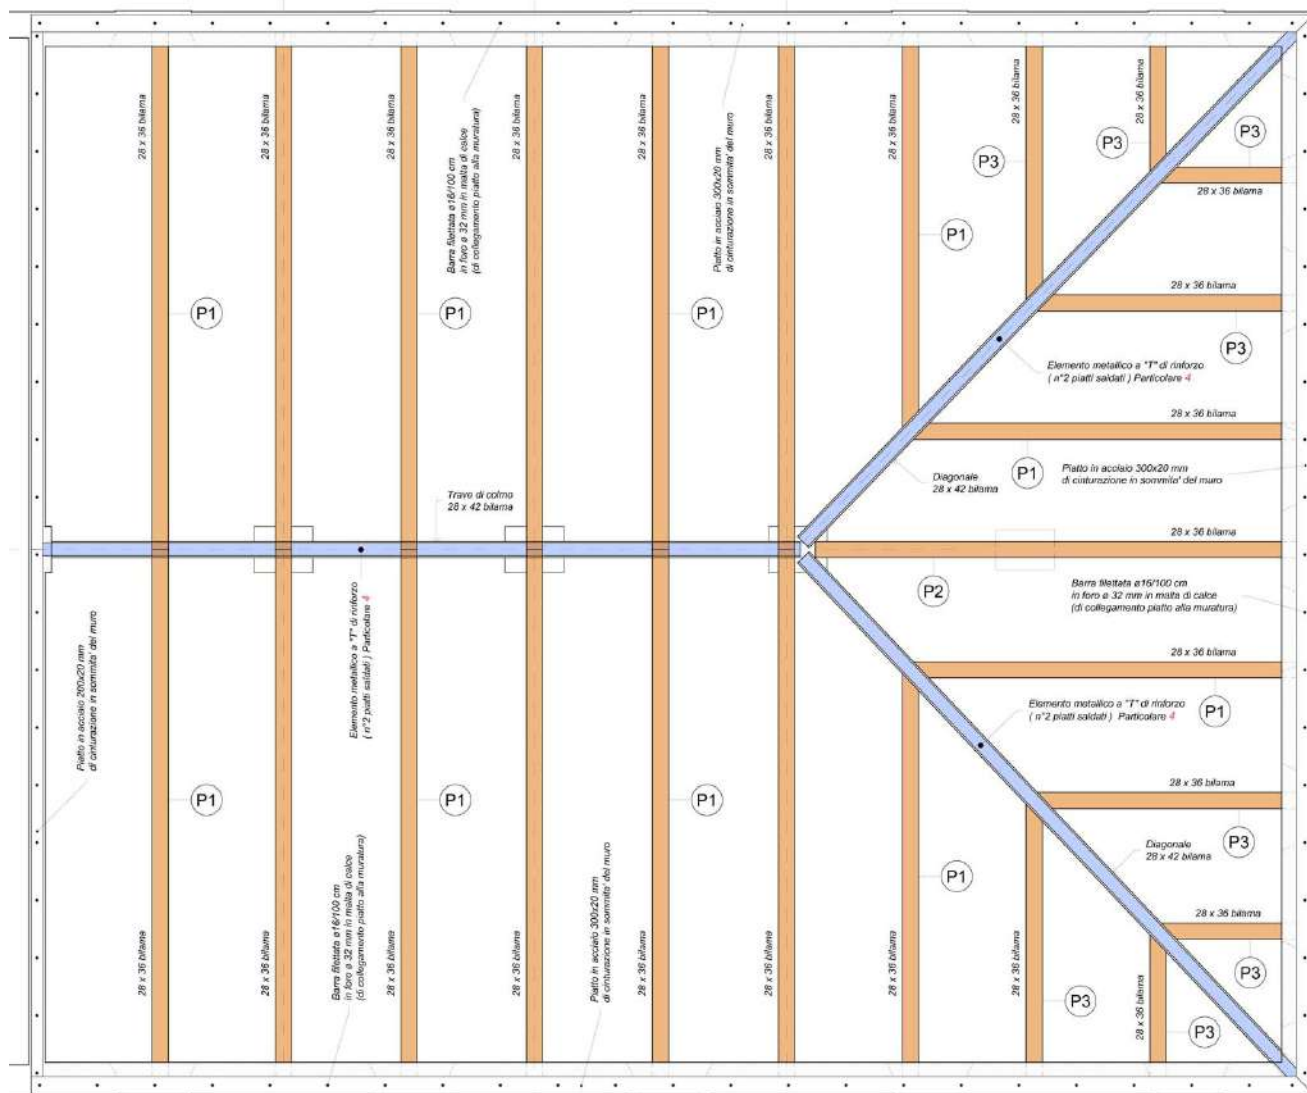 28 x 36 bilama
28 x 36 bilama
28 x 36 bilama
Barra filettata ø16/100 cm
in foro ø 32 mm in malta di calce
(di collegamento piatto alla muratura)
28 x 36 bilama
28 x 36 bilama
Piatto in acciaio 300x20 mm
di cinturazione in sommita' del muro
28 x 36 bilama
28 x 36 bilama
28 x 36 bilama
28 x 36 bilama
P3
P3
P3
28 x 36 bilama
P1
28 x 36 bilama
P1
P1
P1
P3
Elemento metallico a "T" di rinforzo
( n°2 piatti saldati ) Particolare 4
28 x 36 bilama
P1
Piatto in acciaio 300x20 mm
di cinturazione in sommita' del muro
Diagonale
28 x 42 bilama
Trave di colmo
28 x 42 bilama
28 x 36 bilama
P2
Barra filettata ø16/100 cm
in foro ø 32 mm in malta di calce
(di collegamento piatto alla muratura)
Elemento metallico a "T" di rinforzo
( n°2 piatti saldati ) Particolare 4
Piatto in acciaio 200x20 mm
di cinturazione in sommita' del muro
28 x 36 bilama
P1
Elemento metallico a "T" di rinforzo
( n°2 piatti saldati ) Particolare 4
28 x 36 bilama
P1
P1
P1
P3
Diagonale
28 x 42 bilama
P1
28 x 36 bilama
28 x 36 bilama
28 x 36 bilama
Barra filettata ø16/100 cm
in foro ø 32 mm in malta di calce
(di collegamento piatto alla muratura)
28 x 36 bilama
28 x 36 bilama
Piatto in acciaio 300x20 mm
di cinturazione in sommita' del muro
28 x 36 bilama
28 x 36 bilama
28 x 36 bilama
28 x 36 bilama
28 x 36 bilama
P3
P3
P3
28 x 36 bilama